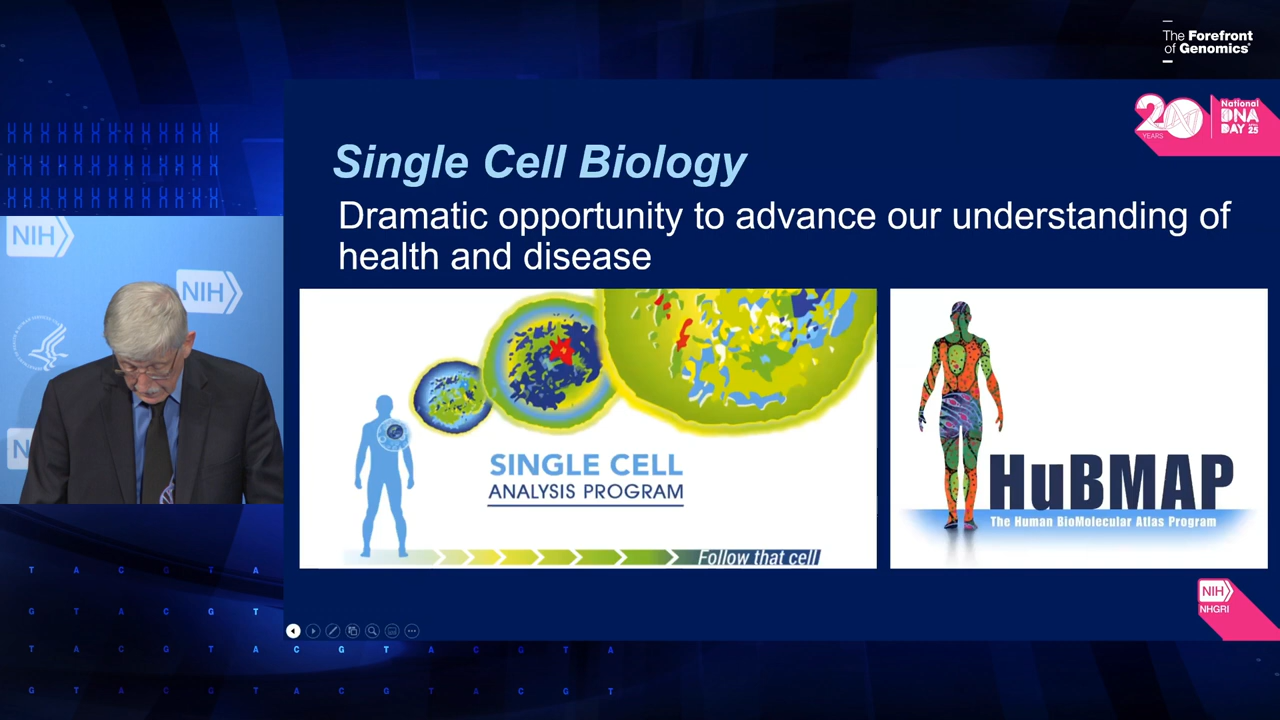 The Forefront
of Genomics®
20
YEARS
National
DNA
DAY APRIL 25
Single Cell Biology
Dramatic opportunity to advance our understanding of
health and disease
NIH
NIH
N
SINGLE CELL
ANALYSIS PROGRAM
Follow that cell
HuBMAP
The Human BioMolecular Atlas Program
NIH
NHGRI
T A C G T A
G T A C G T
T A C G T A C G T A C G T A
G T A C G T A C G T A C G T